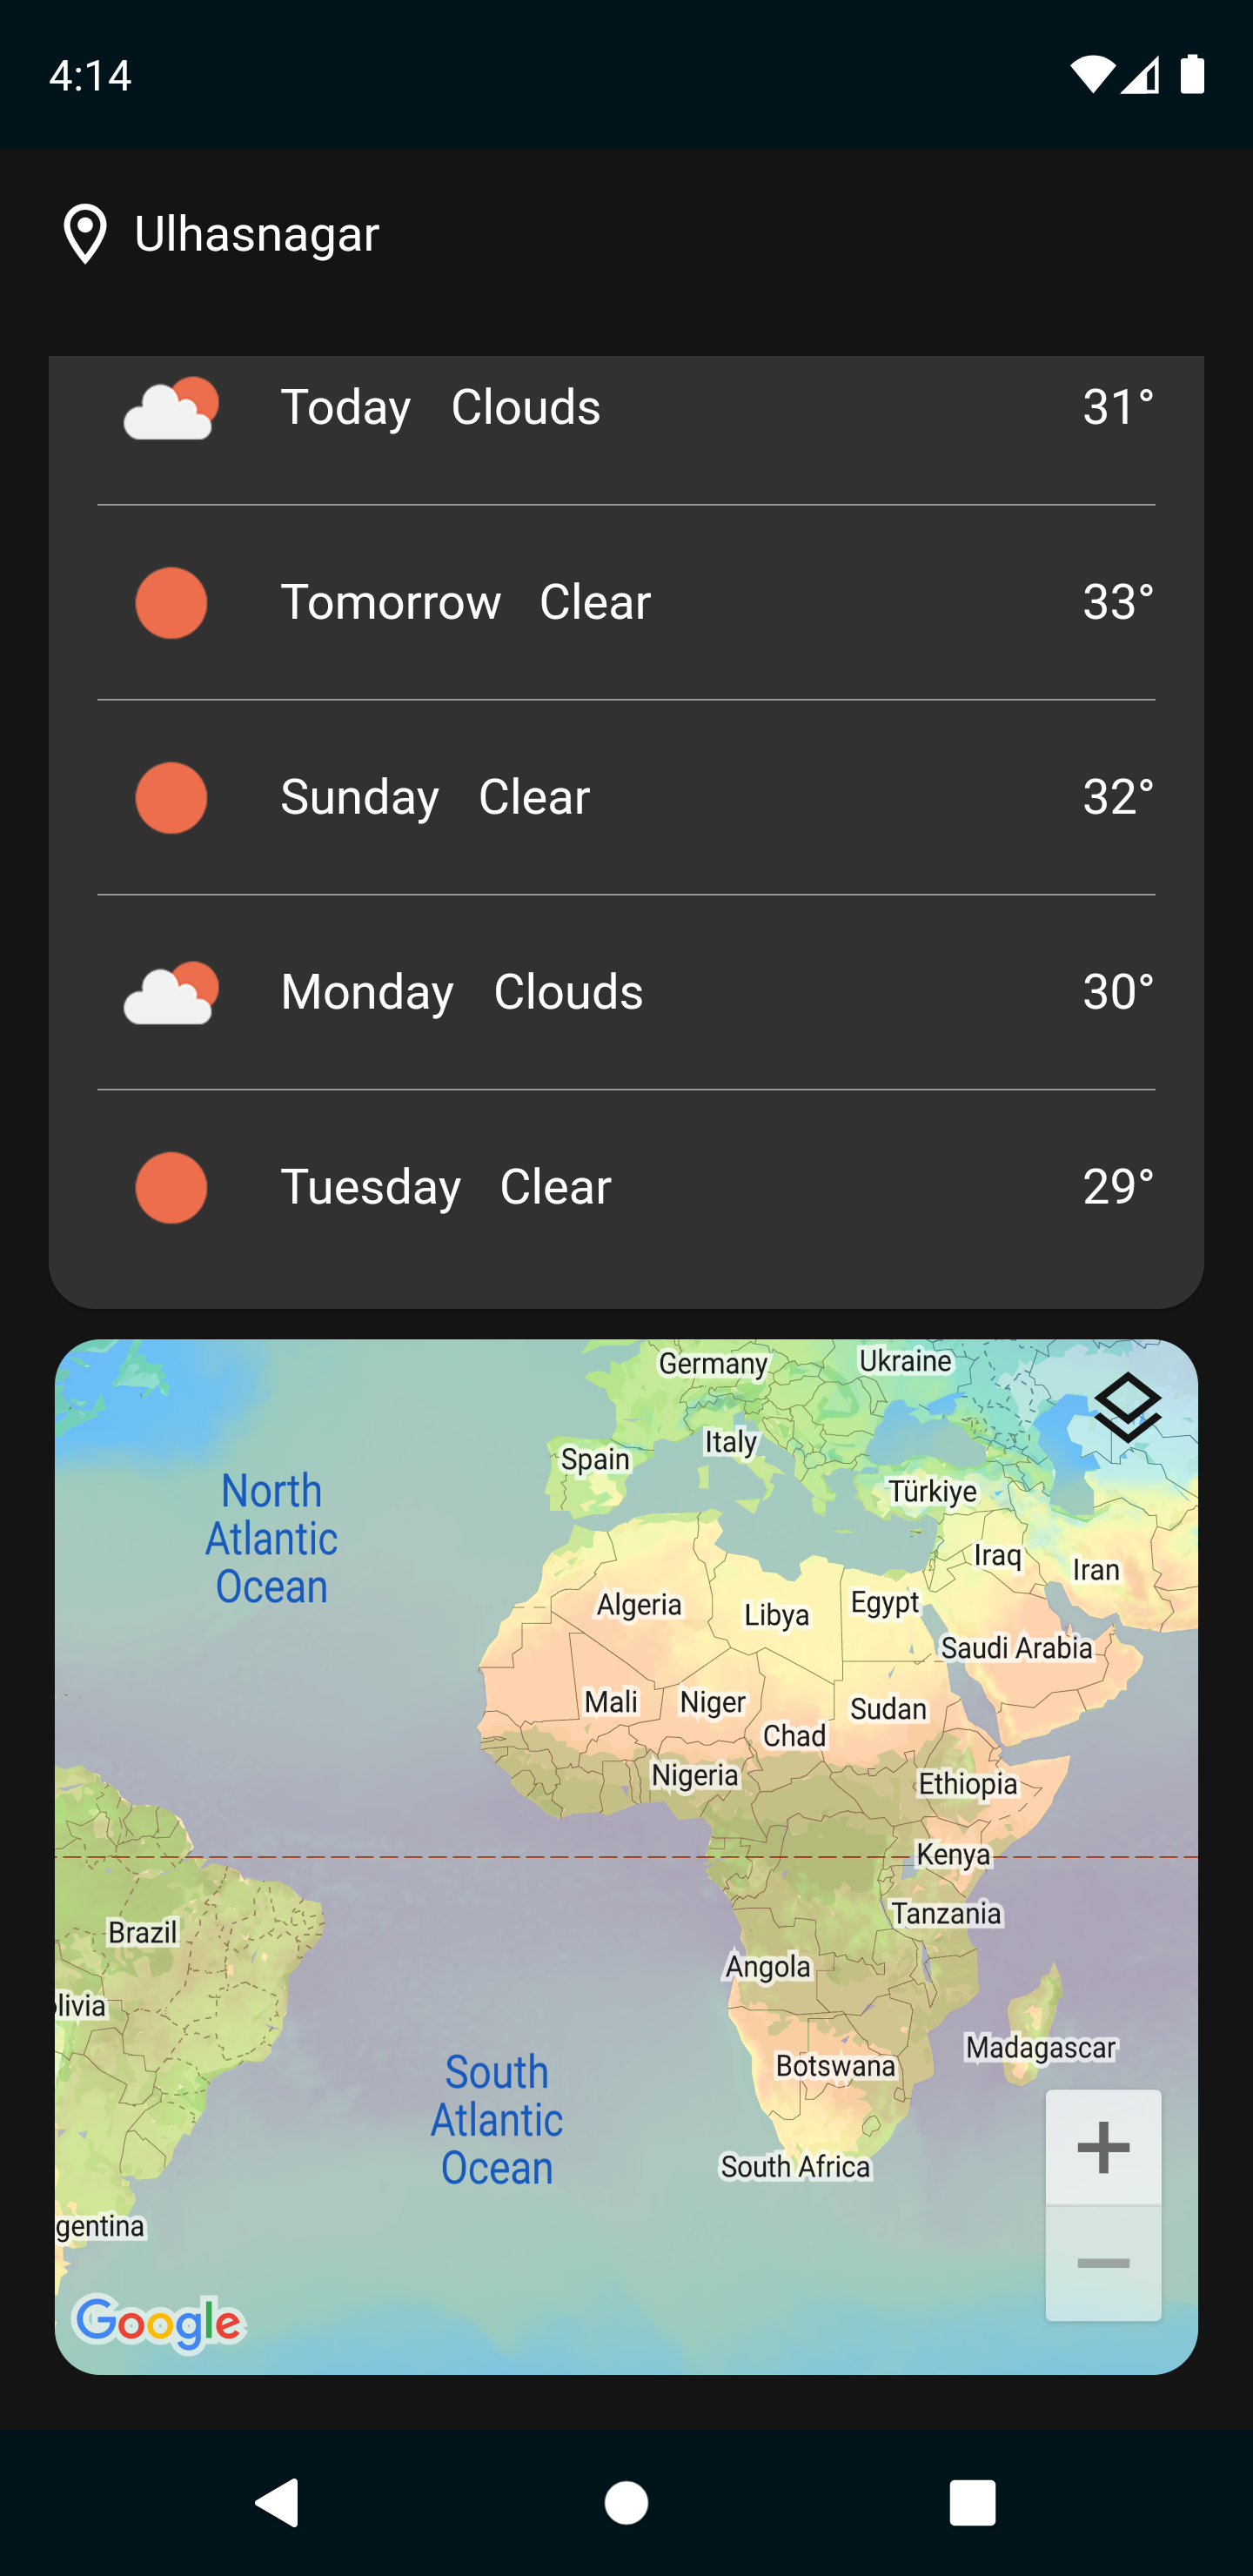 4:14
Ulhasnagar
Today Clouds 31°
Tomorrow Clear 33°
Sunday Clear 32°
Monday Clouds 30°
Tuesday Clear 29°
Germany
Ukraine
Italy
Spain
Türkiye
North
Atlantic
Ocean
Iraq
Iran
Algeria
Libya
Egypt
Saudi Arabia
Mali
Niger
Sudan
Chad
Nigeria
Ethiopia
Kenya
Tanzania
Brazil
Angola
livia
Madagascar
Botswana
South
Atlantic
Ocean
South Africa
gentina
Google